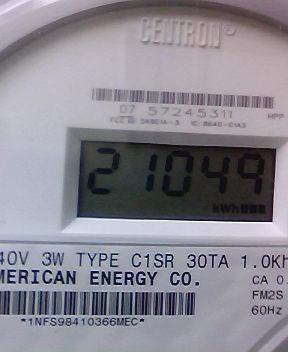 CENTRON®
07 57245311 HPP
21049
kWh
40V 3W TYPE C1SR 30TA 1.0Kh
MERICAN ENERGY CO. CA 0.
FM2S
*1NFS98410366MEC* 60Hz